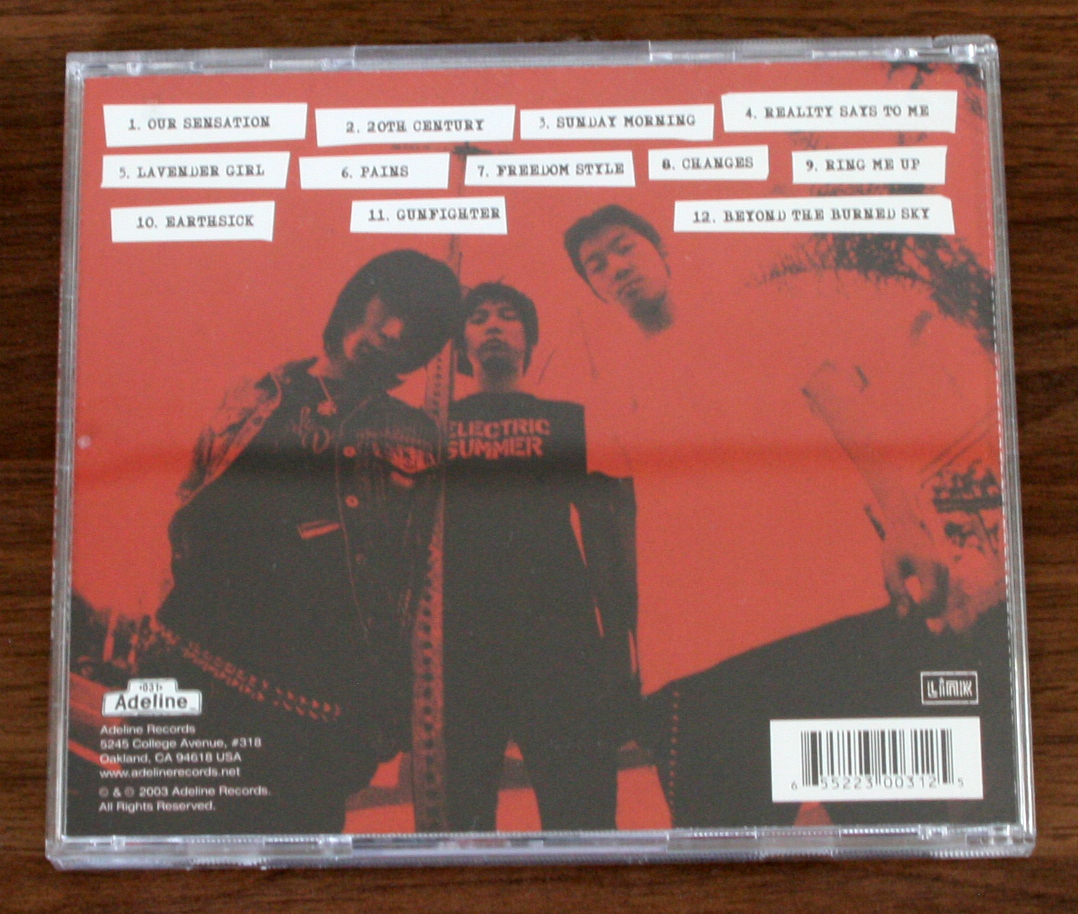 1. OUR SENSATION
2. 20TH CENTURY
3. SUNDAY MORNING
4. REALITY SAYS TO ME
5. LAVENDER GIRL
6. PAINS
7. FREEDOM STYLE
8. CHANGES
9. RING ME UP
10. EARTHSICK
11. GUNFIGHTER
12. BEYOND THE BURNED SKY
ELECTRIC
SUMMER
·031·
Adeline
Adeline Records
5245 College Avenue, #318
Oakland, CA 94618 USA
www.adelinerecords.net
© & ℗ 2003 Adeline Records.
All Rights Reserved.
6 55223 00312 5